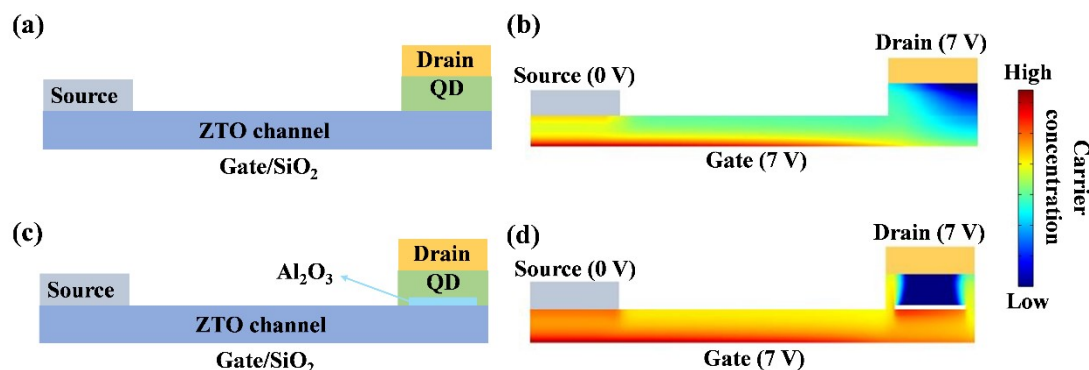 (a)
Drain
QD
Source
ZTO channel
Gate/SiO₂
(b)
Drain (7 V)
Source (0 V)
Gate (7 V)
High
Carrier
concentration
Low
(c)
Drain
Al₂O₃
QD
Source
ZTO channel
Gate/SiO₂
(d)
Drain (7 V)
Source (0 V)
Gate (7 V)